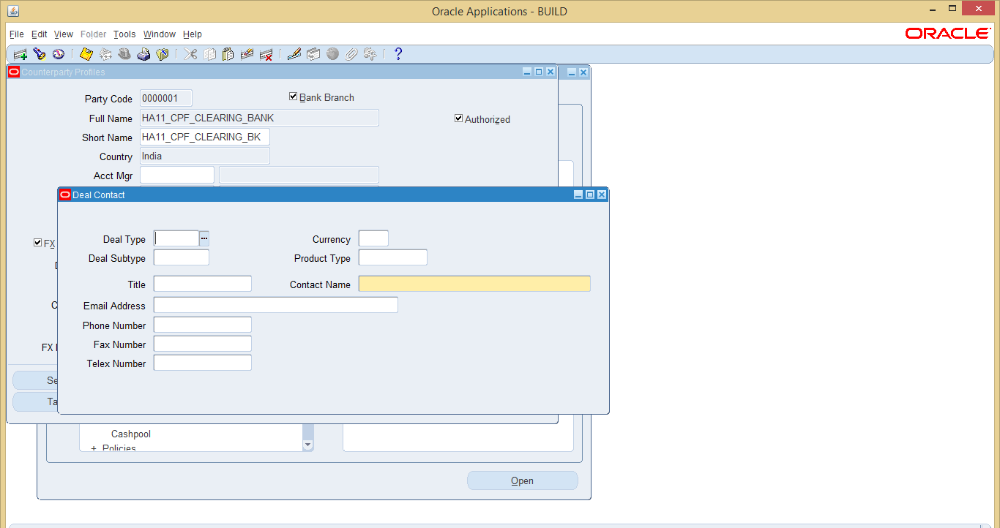 Oracle Applications - BUILD
File Edit View Folder Tools Window Help
ORACLE
Counterparty Profiles
Party Code 0000001 Bank Branch
Full Name HA11_CPF_CLEARING_BANK Authorized
Short Name HA11_CPF_CLEARING_BK
Country India
Acct Mgr
Deal Contact
Deal Type Currency
FX
Deal Subtype Product Type
Title Contact Name
Email Address
Phone Number
FX
Fax Number
Telex Number
Se
Ta
Cashpool
+ Policies
Open